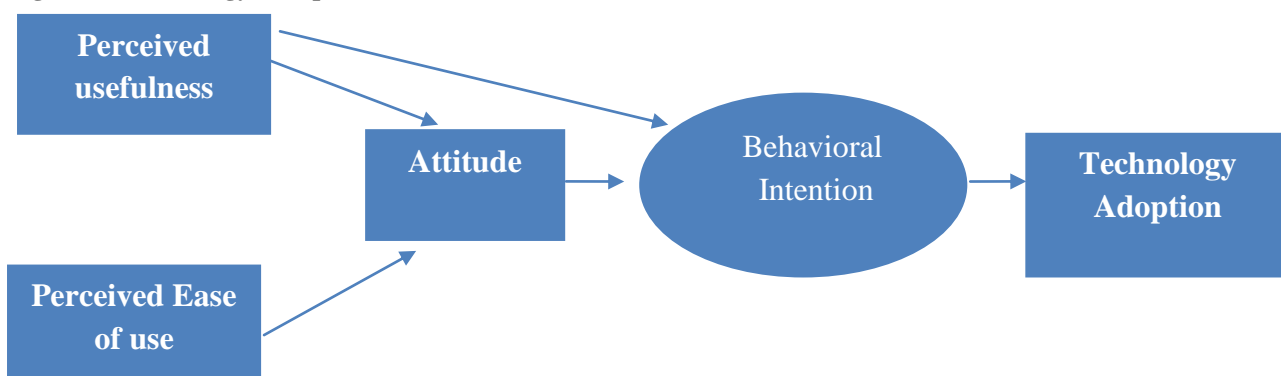 Perceived
usefulness
Attitude
Behavioral
Intention
Technology
Adoption
Perceived Ease
of use